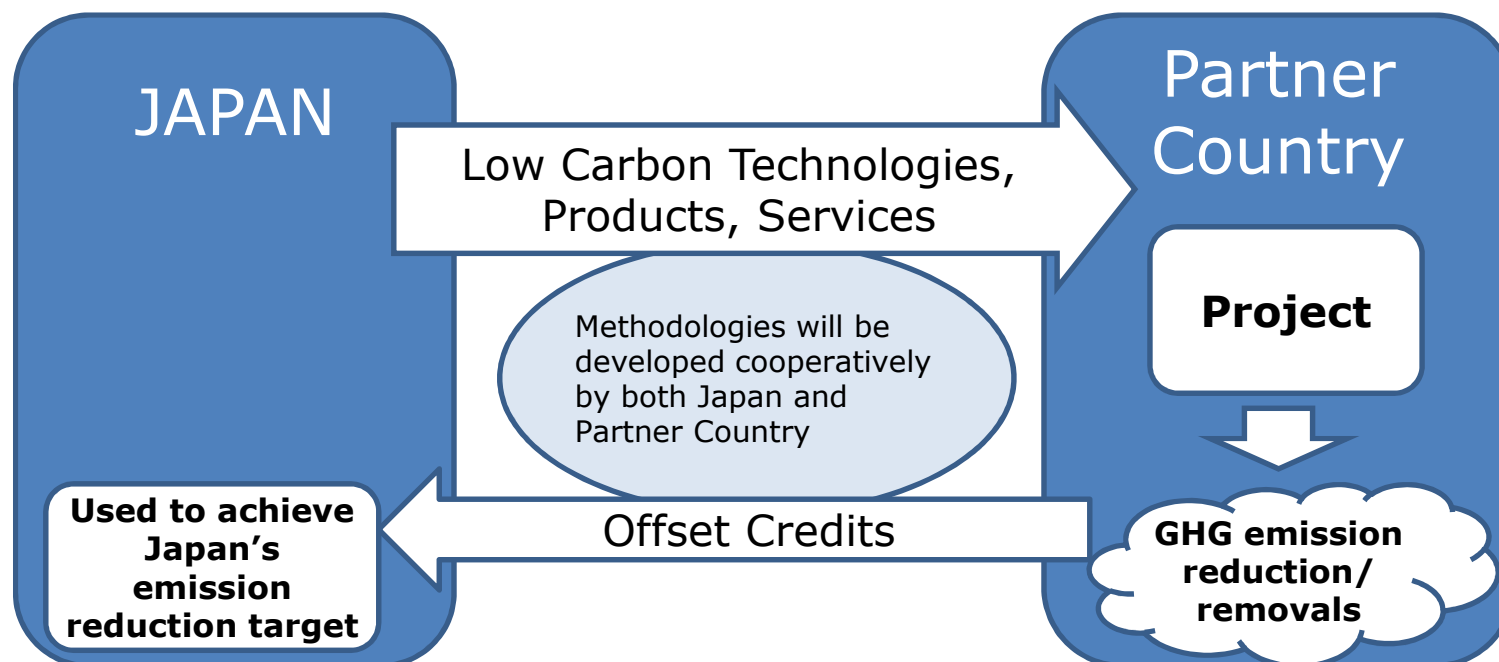 JAPAN
Partner
Country
Low Carbon Technologies,
Products, Services
Project
Methodologies will be
developed cooperatively
by both Japan and
Partner Country
Used to achieve
Japan’s
emission
reduction target
Offset Credits
GHG emission
reduction/
removals